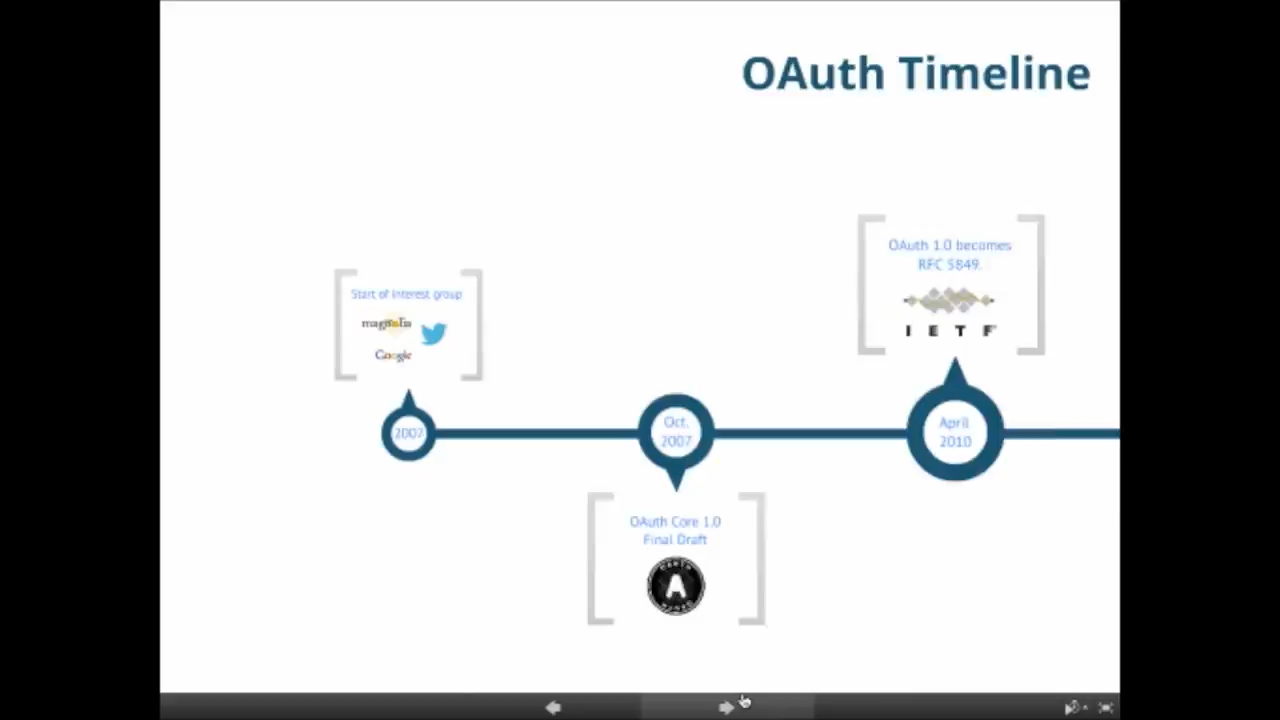 OAuth Timeline
Start of interest group
magnolia
Google
2007
Oct.
2007
OAuth Core 1.0
Final Draft
A
OAuth 1.0 becomes
RFC 5849.
I E T F
April
2010